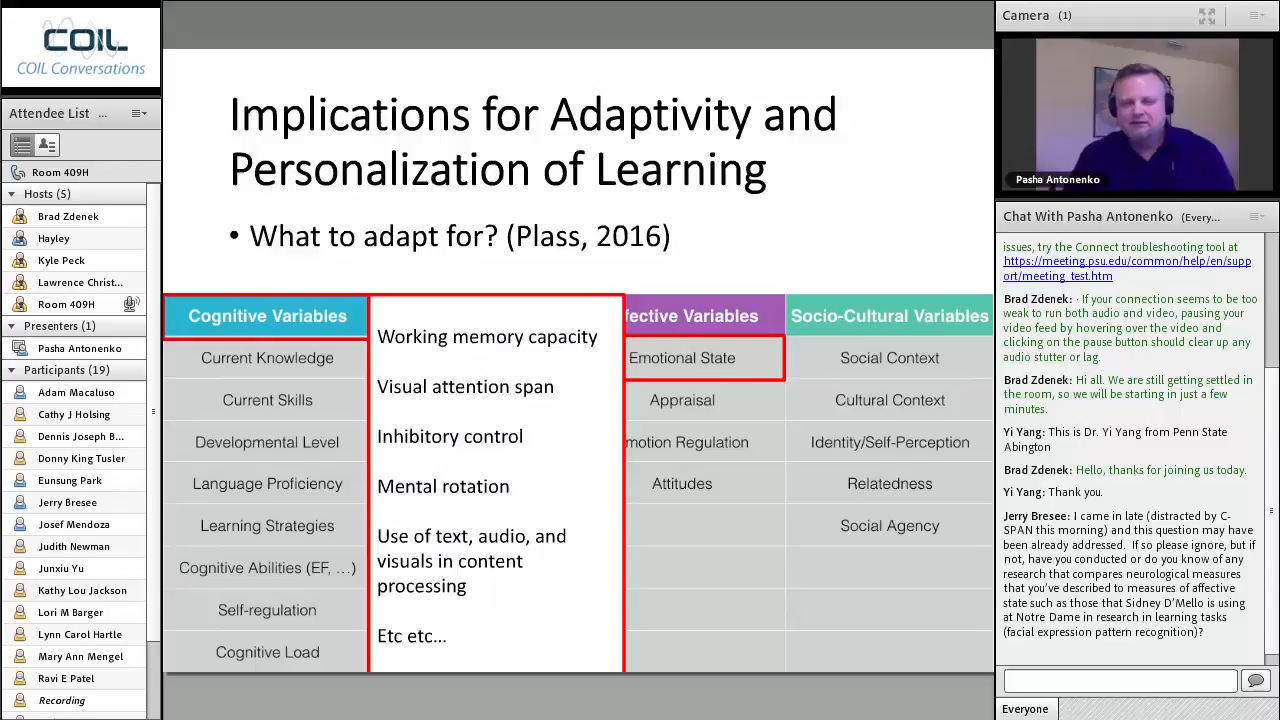 COIL
COIL Conversations
Attendee List ...
Room 409H
Hosts (5)
Brad Zdenek
Hayley
Kyle Peck
Lawrence Christ...
Room 409H
Presenters (1)
Pasha Antonenko
Participants (19)
Adam Macaluso
Cathy J Holsing
Dennis Joseph B...
Donny King Tusler
Eunsung Park
Jerry Bresee
Josef Mendoza
Judith Newman
Junxiu Yu
Kathy Lou Jackson
Lori M Barger
Lynn Carol Hartle
Mary Ann Mengel
Ravi E Patel
Recording
Implications for Adaptivity and
Personalization of Learning
• What to adapt for? (Plass, 2016)
Cognitive Variables
Current Knowledge
Current Skills
Developmental Level
Language Proficiency
Learning Strategies
Cognitive Abilities (EF, ...)
Self-regulation
Cognitive Load
Working memory capacity
Visual attention span
Inhibitory control
Mental rotation
Use of text, audio, and
visuals in content
processing
Etc etc...
fective Variables
Emotional State
Appraisal
motion Regulation
Attitudes
Socio-Cultural Variables
Social Context
Cultural Context
Identity/Self-Perception
Relatedness
Social Agency
Camera (1)
Pasha Antonenko
Chat With Pasha Antonenko (Every...
issues, try the Connect troubleshooting tool at
https://meeting.psu.edu/common/help/en/supp
ort/meeting_test.htm
Brad Zdenek: · If your connection seems to be too
weak to run both audio and video, pausing your
video feed by hovering over the video and
clicking on the pause button should clear up any
audio stutter or lag.
Brad Zdenek: Hi all. We are still getting settled in
the room, so we will be starting in just a few
minutes.
Yi Yang: This is Dr. Yi Yang from Penn State
Abington
Brad Zdenek: Hello, thanks for joining us today.
Yi Yang: Thank you.
Jerry Bresee: I came in late (distracted by C-
SPAN this morning) and this question may have
been already addressed. If so please ignore, but if
not, have you conducted or do you know of any
research that compares neurological measures
that you've described to measures of affective
state such as those that Sidney D'Mello is using
at Notre Dame in research in learning tasks
(facial expression pattern recognition)?
Everyone